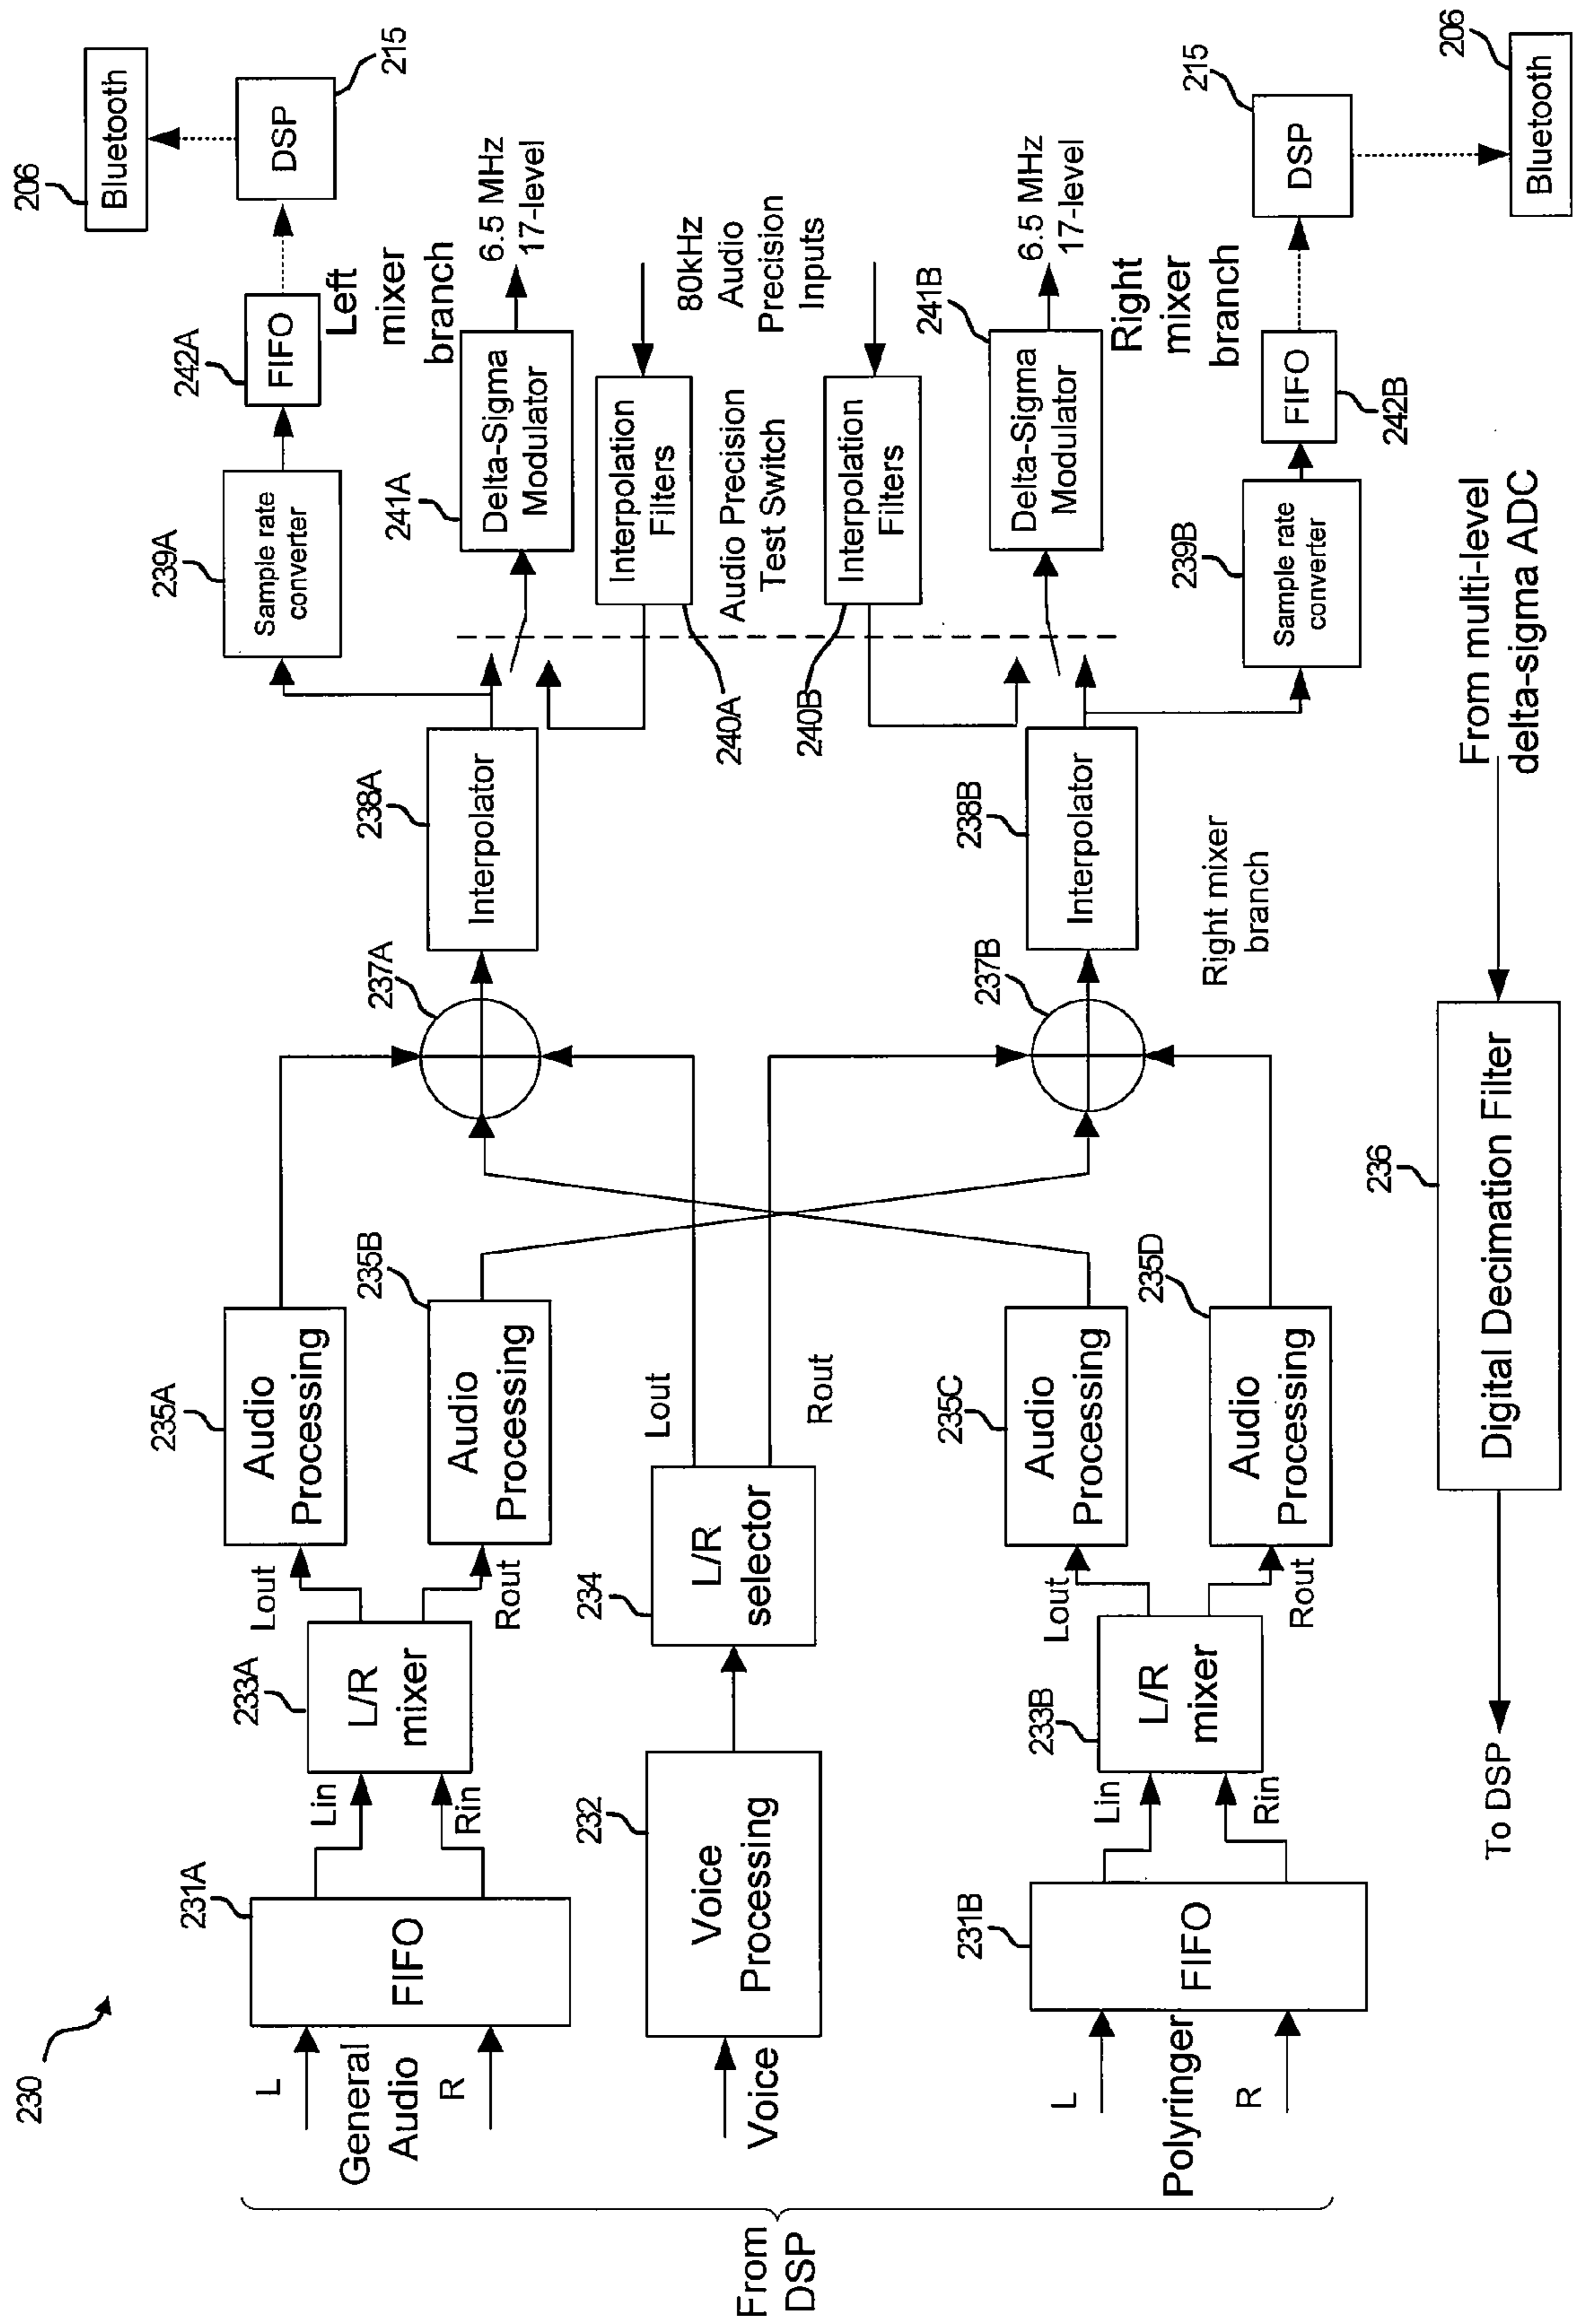 230
From
DSP
L
General
Audio
R
231A
FIFO
Lin
Rin
233A
L/R
mixer
Lout
Rout
235A
Audio
Processing
235B
Audio
Processing
Voice
232
Voice
Processing
234
L/R
selector
Lout
Rout
L
Polyringer
R
231B
FIFO
Lin
Rin
233B
L/R
mixer
Lout
Rout
235C
Audio
Processing
235D
Audio
Processing
237A
237B
238A
Interpolator
238B
Interpolator
Right mixer
branch
239A
Sample rate
converter
242A
FIFO
DSP
215
Bluetooth
206
Left
mixer
branch
241A
Delta-Sigma
Modulator
6.5 MHz
17-level
Interpolation
Filters
240A
Audio Precision
Test Switch
80kHz
Audio
Precision
Inputs
Interpolation
Filters
240B
241B
Delta-Sigma
Modulator
6.5 MHz
17-level
Right
mixer
branch
239B
Sample rate
converter
FIFO
242B
215
DSP
206
Bluetooth
To DSP
236
Digital Decimation Filter
From multi-level
delta-sigma ADC